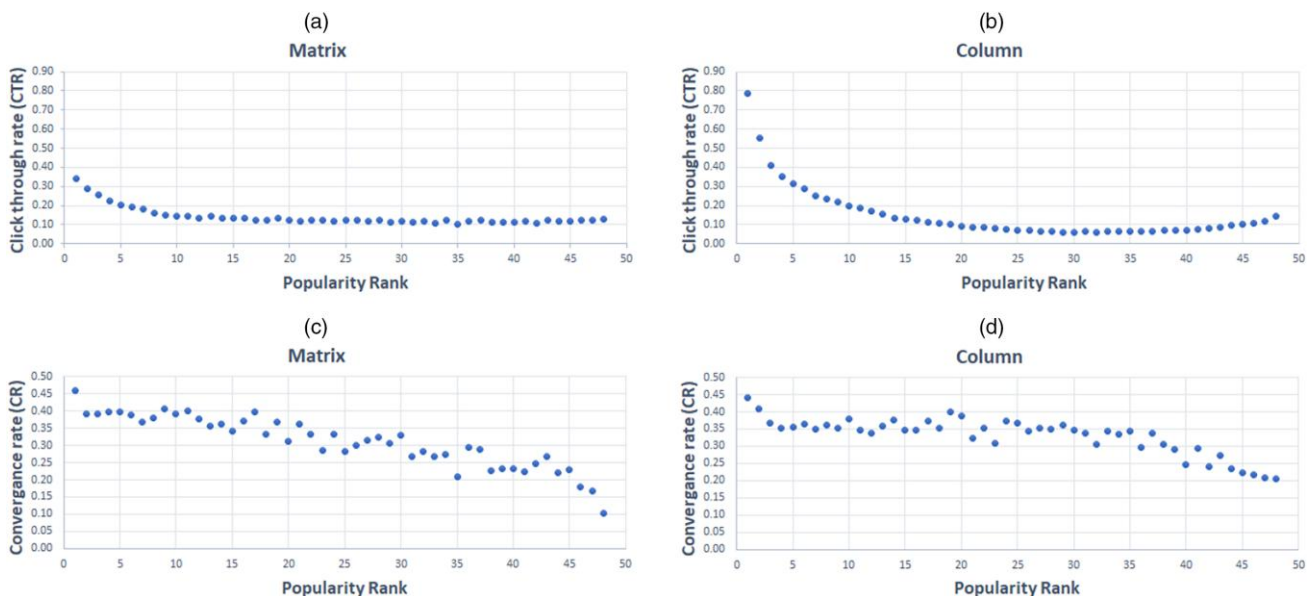 (a)
Matrix
Click through rate (CTR)
0.90
0.80
0.70
0.60
0.50
0.40
0.30
0.20
0.10
0.00
0 5 10 15 20 25 30 35 40 45 50
Popularity Rank
(b)
Column
Click through rate (CTR)
0.90
0.80
0.70
0.60
0.50
0.40
0.30
0.20
0.10
0.00
0 5 10 15 20 25 30 35 40 45 50
Popularity Rank
(c)
Matrix
Convergance rate (CR)
0.50
0.45
0.40
0.35
0.30
0.25
0.20
0.15
0.10
0.05
0.00
0 5 10 15 20 25 30 35 40 45 50
Popularity Rank
(d)
Column
Convergance rate (CR)
0.50
0.45
0.40
0.35
0.30
0.25
0.20
0.15
0.10
0.05
0.00
0 5 10 15 20 25 30 35 40 45 50
Popularity Rank